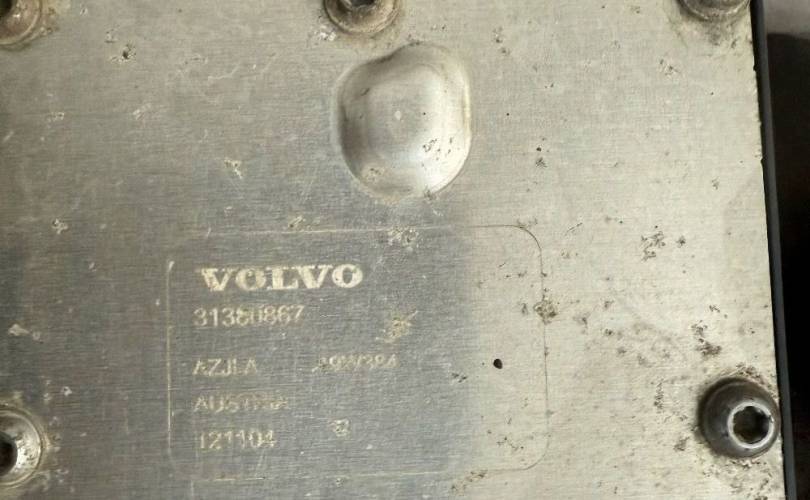 VOLVO
31380867
AZJLA
AUSTRIA
121104